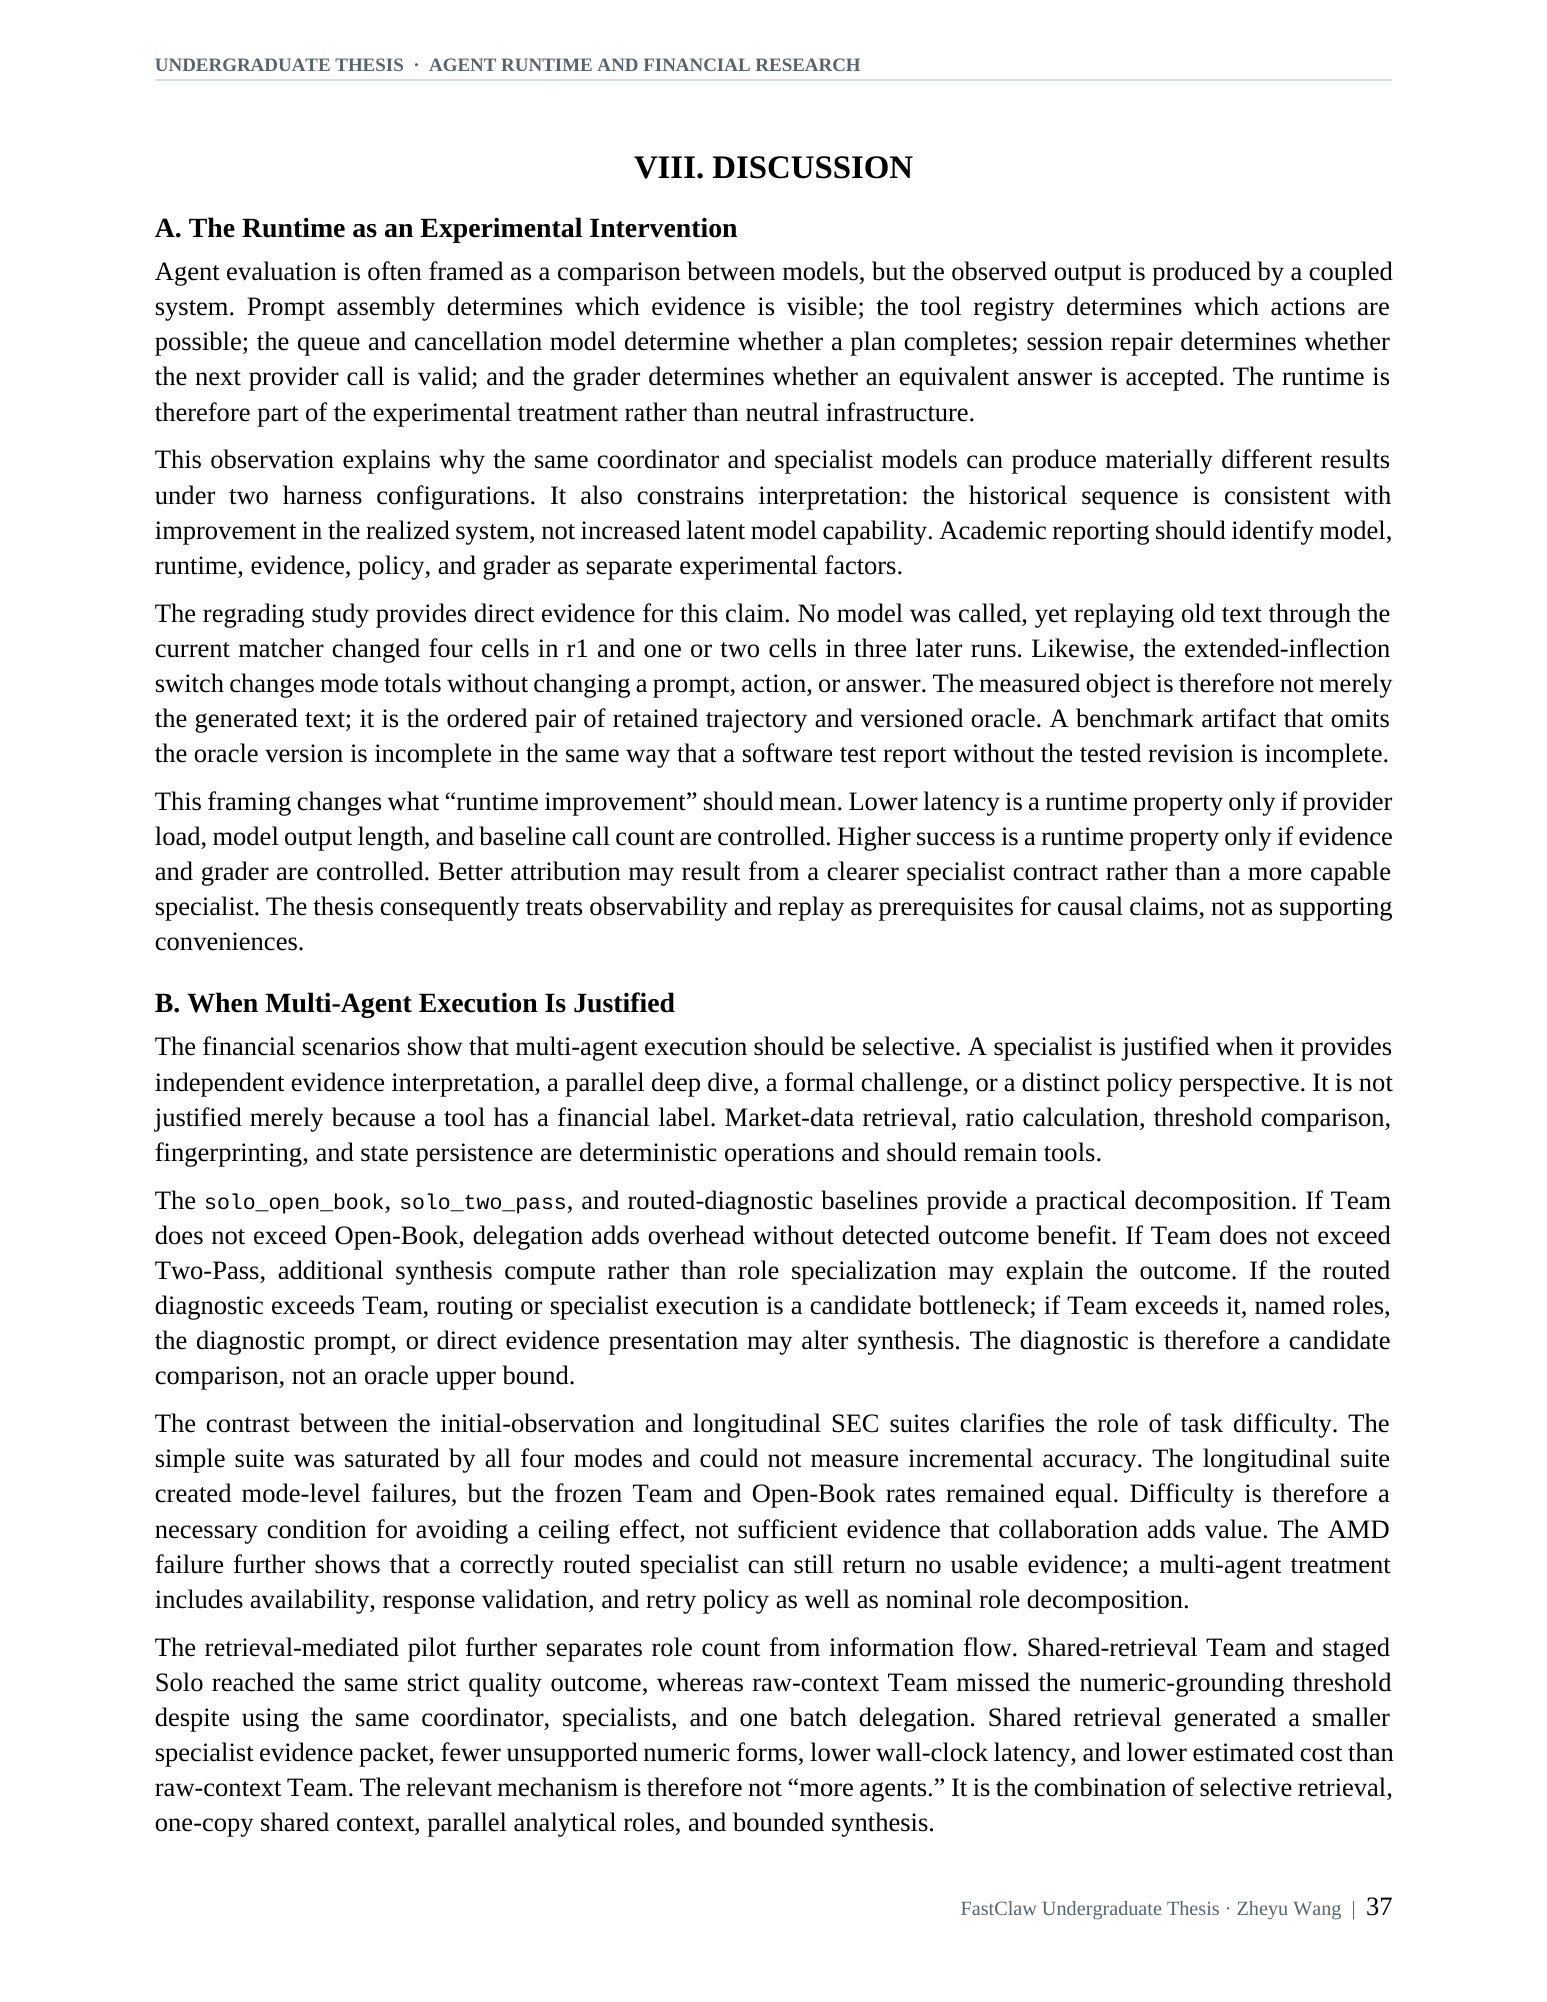 UNDERGRADUATE THESIS · AGENT RUNTIME AND FINANCIAL RESEARCH
VIII. DISCUSSION
A. The Runtime as an Experimental Intervention
Agent evaluation is often framed as a comparison between models, but the observed output is produced by a coupled
system. Prompt assembly determines which evidence is visible; the tool registry determines which actions are
possible; the queue and cancellation model determine whether a plan completes; session repair determines whether
the next provider call is valid; and the grader determines whether an equivalent answer is accepted. The runtime is
therefore part of the experimental treatment rather than neutral infrastructure.
This observation explains why the same coordinator and specialist models can produce materially different results
under two harness configurations. It also constrains interpretation: the historical sequence is consistent with
improvement in the realized system, not increased latent model capability. Academic reporting should identify model,
runtime, evidence, policy, and grader as separate experimental factors.
The regrading study provides direct evidence for this claim. No model was called, yet replaying old text through the
current matcher changed four cells in r1 and one or two cells in three later runs. Likewise, the extended-inflection
switch changes mode totals without changing a prompt, action, or answer. The measured object is therefore not merely
the generated text; it is the ordered pair of retained trajectory and versioned oracle. A benchmark artifact that omits
the oracle version is incomplete in the same way that a software test report without the tested revision is incomplete.
This framing changes what “runtime improvement” should mean. Lower latency is a runtime property only if provider
load, model output length, and baseline call count are controlled. Higher success is a runtime property only if evidence
and grader are controlled. Better attribution may result from a clearer specialist contract rather than a more capable
specialist. The thesis consequently treats observability and replay as prerequisites for causal claims, not as supporting
conveniences.
B. When Multi-Agent Execution Is Justified
The financial scenarios show that multi-agent execution should be selective. A specialist is justified when it provides
independent evidence interpretation, a parallel deep dive, a formal challenge, or a distinct policy perspective. It is not
justified merely because a tool has a financial label. Market-data retrieval, ratio calculation, threshold comparison,
fingerprinting, and state persistence are deterministic operations and should remain tools.
The solo_open_book, solo_two_pass, and routed-diagnostic baselines provide a practical decomposition. If Team
does not exceed Open-Book, delegation adds overhead without detected outcome benefit. If Team does not exceed
Two-Pass, additional synthesis compute rather than role specialization may explain the outcome. If the routed
diagnostic exceeds Team, routing or specialist execution is a candidate bottleneck; if Team exceeds it, named roles,
the diagnostic prompt, or direct evidence presentation may alter synthesis. The diagnostic is therefore a candidate
comparison, not an oracle upper bound.
The contrast between the initial-observation and longitudinal SEC suites clarifies the role of task difficulty. The
simple suite was saturated by all four modes and could not measure incremental accuracy. The longitudinal suite
created mode-level failures, but the frozen Team and Open-Book rates remained equal. Difficulty is therefore a
necessary condition for avoiding a ceiling effect, not sufficient evidence that collaboration adds value. The AMD
failure further shows that a correctly routed specialist can still return no usable evidence; a multi-agent treatment
includes availability, response validation, and retry policy as well as nominal role decomposition.
The retrieval-mediated pilot further separates role count from information flow. Shared-retrieval Team and staged
Solo reached the same strict quality outcome, whereas raw-context Team missed the numeric-grounding threshold
despite using the same coordinator, specialists, and one batch delegation. Shared retrieval generated a smaller
specialist evidence packet, fewer unsupported numeric forms, lower wall-clock latency, and lower estimated cost than
raw-context Team. The relevant mechanism is therefore not “more agents.” It is the combination of selective retrieval,
one-copy shared context, parallel analytical roles, and bounded synthesis.
FastClaw Undergraduate Thesis · Zheyu Wang | 37